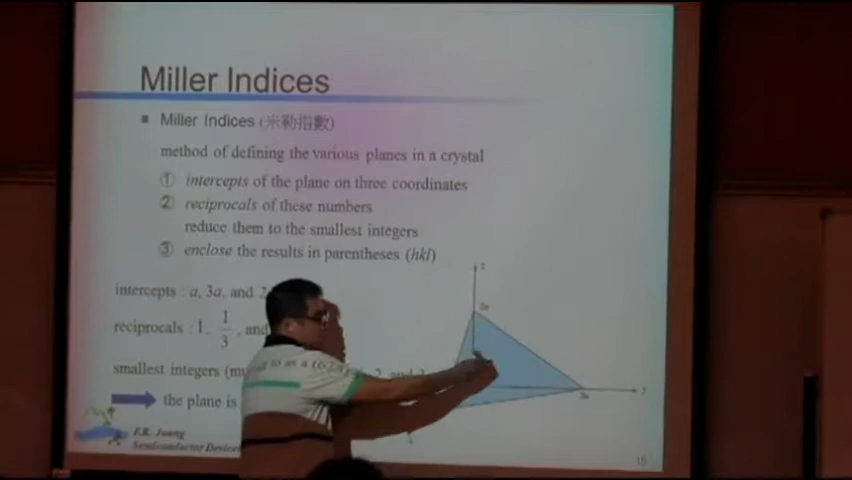 Miller Indices
■ Miller Indices (米勒指數)
method of defining the various planes in a crystal
① intercepts of the plane on three coordinates
② reciprocals of these numbers
reduce them to the smallest integers
③ enclose the results in parentheses (hkl)
z
intercepts : a, 3a, and 2
2a
reciprocals : 1, 1/3, and
smallest integers
2, and 3
y
3a
the plane is
F.R. Juang
Semiconductor Device
15